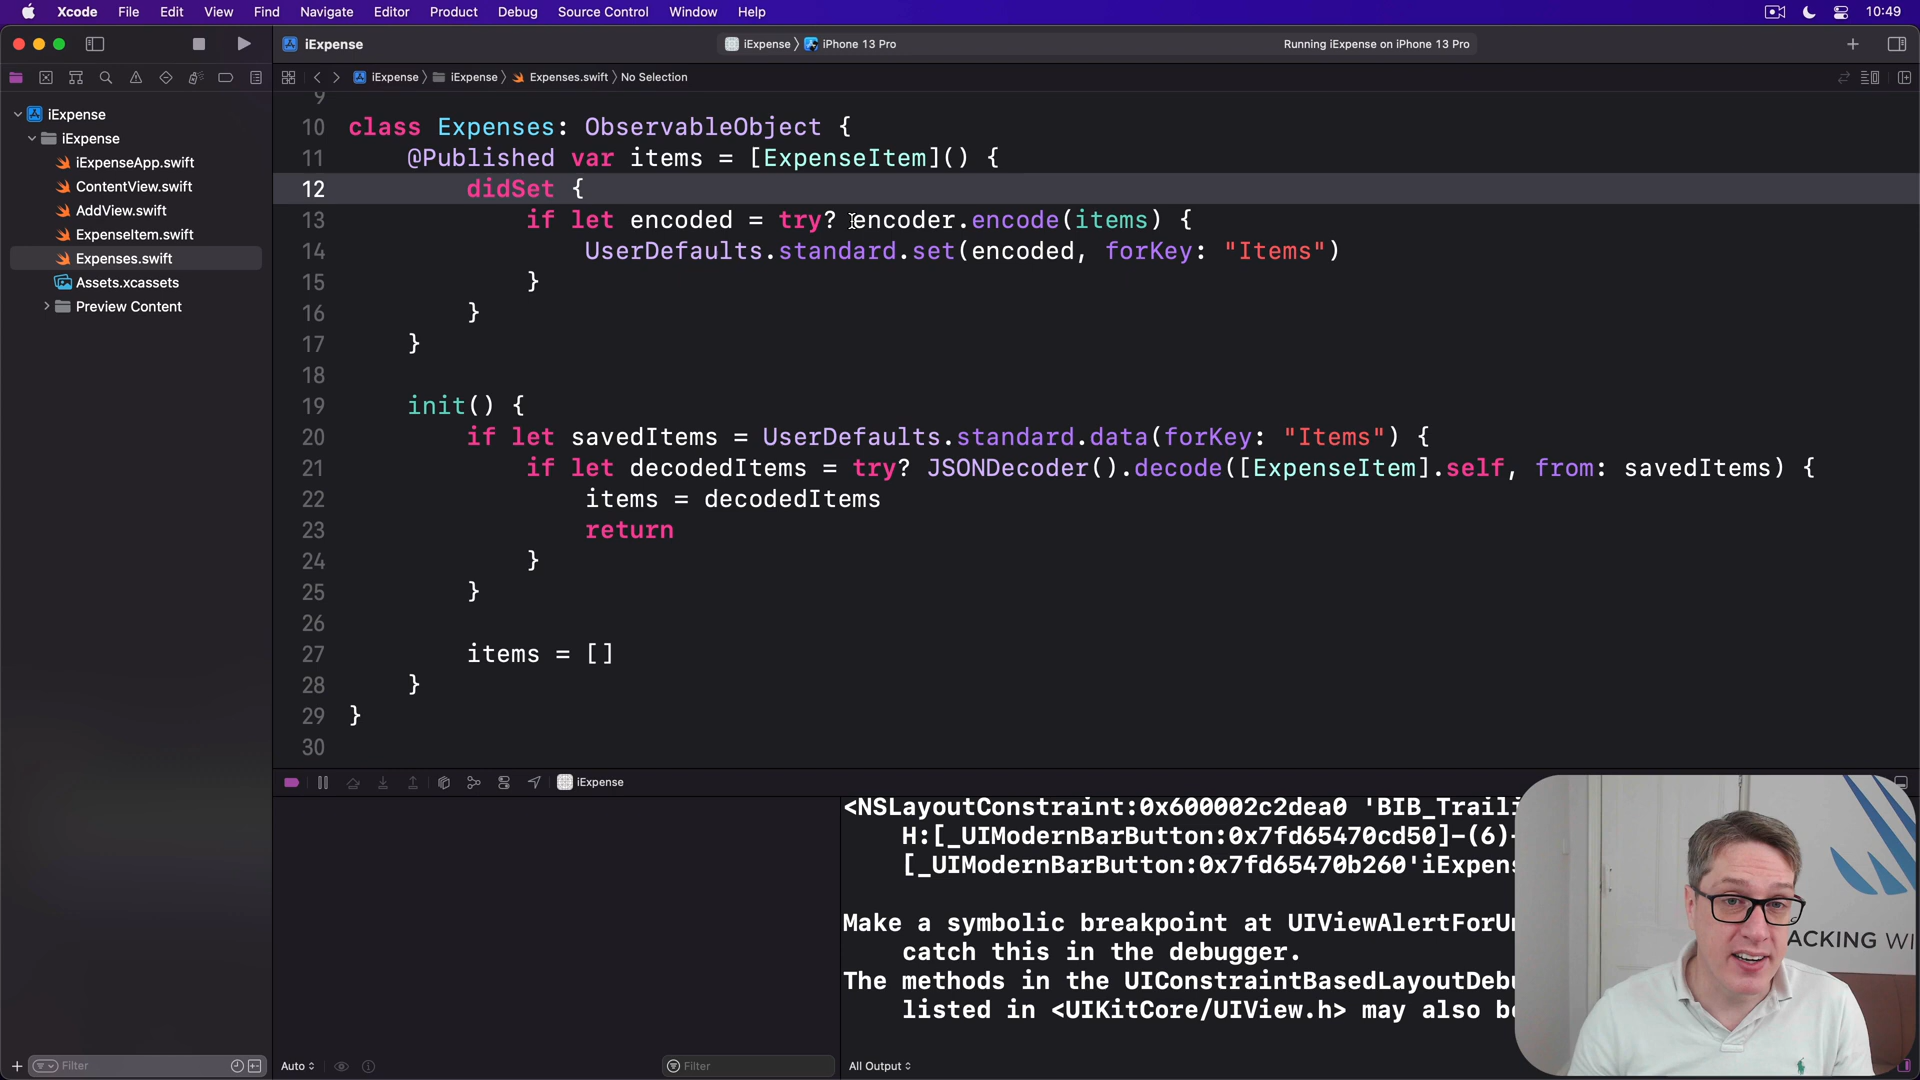 Xcode File Edit View Find Navigate Editor Product Debug Source Control Window Help 10:49
iExpense
iExpense iPhone 13 Pro
Running iExpense on iPhone 13 Pro
iExpense iExpense Expenses.swift No Selection
iExpense
iExpense
iExpenseApp.swift
ContentView.swift
AddView.swift
ExpenseItem.swift
Expenses.swift
Assets.xcassets
Preview Content
9
10 class Expenses: ObservableObject {
11 @Published var items = [ExpenseItem]() {
12 didSet {
13 if let encoded = try? encoder.encode(items) {
14 UserDefaults.standard.set(encoded, forKey: "Items")
15 }
16 }
17 }
18
19 init() {
20 if let savedItems = UserDefaults.standard.data(forKey: "Items") {
21 if let decodedItems = try? JSONDecoder().decode([ExpenseItem].self, from: savedItems) {
22 items = decodedItems
23 return
24 }
25 }
26
27 items = []
28 }
29 }
30
iExpense
<NSLayoutConstraint:0x600002c2dea0 'BIB_Traili
H:[_UIModernBarButton:0x7fd65470cd50]-(6)-
[_UIModernBarButton:0x7fd65470b260'iExpens
Make a symbolic breakpoint at UIViewAlertForUn
catch this in the debugger.
The methods in the UIConstraintBasedLayoutDebu
listed in <UIKitCore/UIView.h> may also be
ACKING WI
Filter
Auto
Filter
All Output